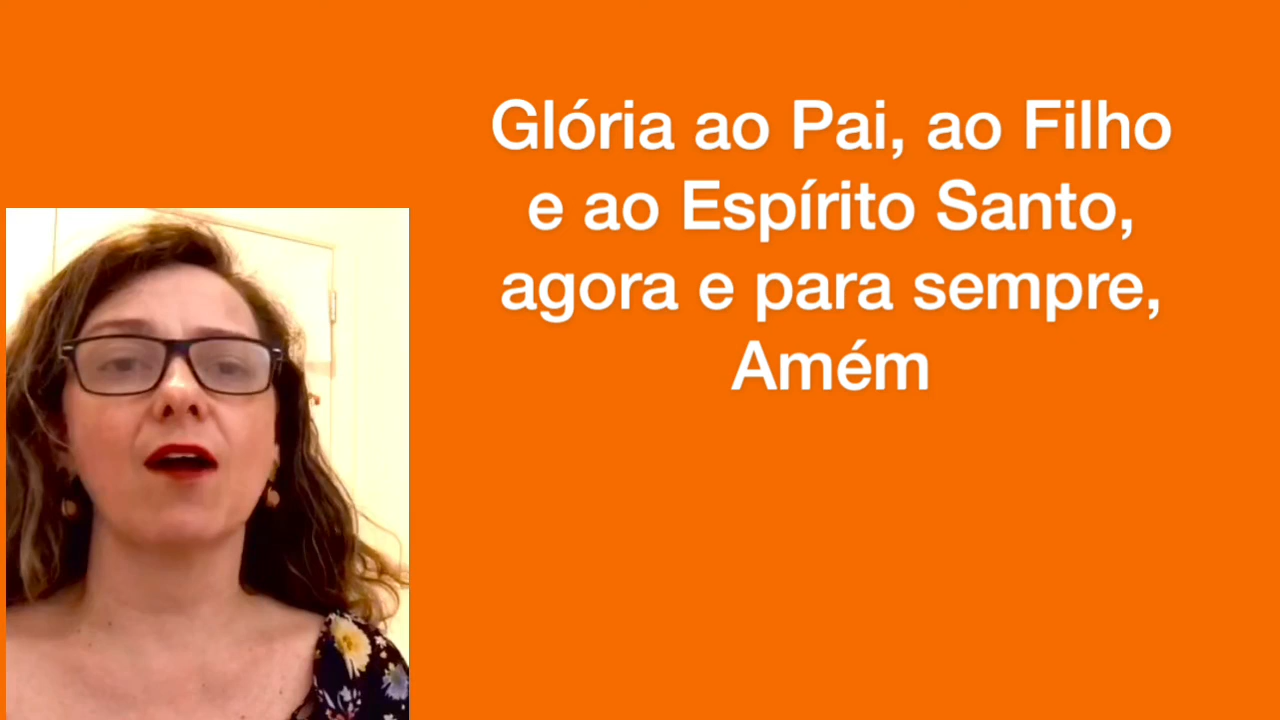 Glória ao Pai, ao Filho
e ao Espírito Santo,
agora e para sempre,
Amém